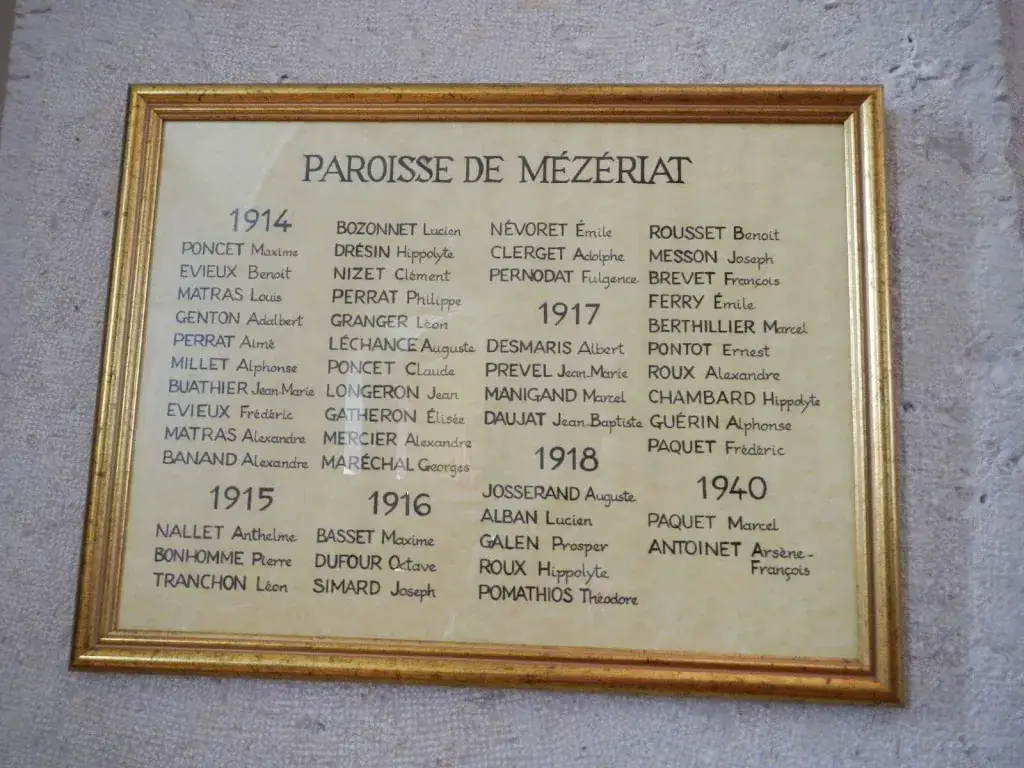 PAROISSE DE MÉZÉRIAT
1914
PONCET Maxime
EVIEUX Benoit
MATRAS Louis
GENTON Adalbert
PERRAT Aimé
MILLET Alphonse
BUATHIER Jean-Marie
EVIEUX Frédéric
MATRAS Alexandre
BANAND Alexandre
1915
NALLET Anthelme
BONHOMME Pierre
TRANCHON Léon
BOZONNET Lucien
DRÉSIN Hippolyte
NIZET Clément
PERRAT Philippe
GRANGER Léon
LÉCHANCE Auguste
PONCET Claude
LONGERON Jean
GATHERON Élisée
MERCIER Alexandre
MARÉCHAL Georges
1916
BASSET Maxime
DUFOUR Octave
SIMARD Joseph
NÉVORET Émile
CLERGET Adolphe
PERNODAT Fulgence
1917
DESMARIS Albert
PREVEL Jean-Marie
MANIGAND Marcel
DAUJAT Jean-Baptiste
1918
JOSSERAND Auguste
ALBAN Lucien
GALEN Prosper
ROUX Hippolyte
POMATHIOS Théodore
ROUSSET Benoit
MESSON Joseph
BREVET François
FERRY Émile
BERTHILLIER Marcel
PONTOT Ernest
ROUX Alexandre
CHAMBARD Hippolyte
GUÉRIN Alphonse
PAQUET Frédéric
1940
PAQUET Marcel
ANTOINET Arsène-
François